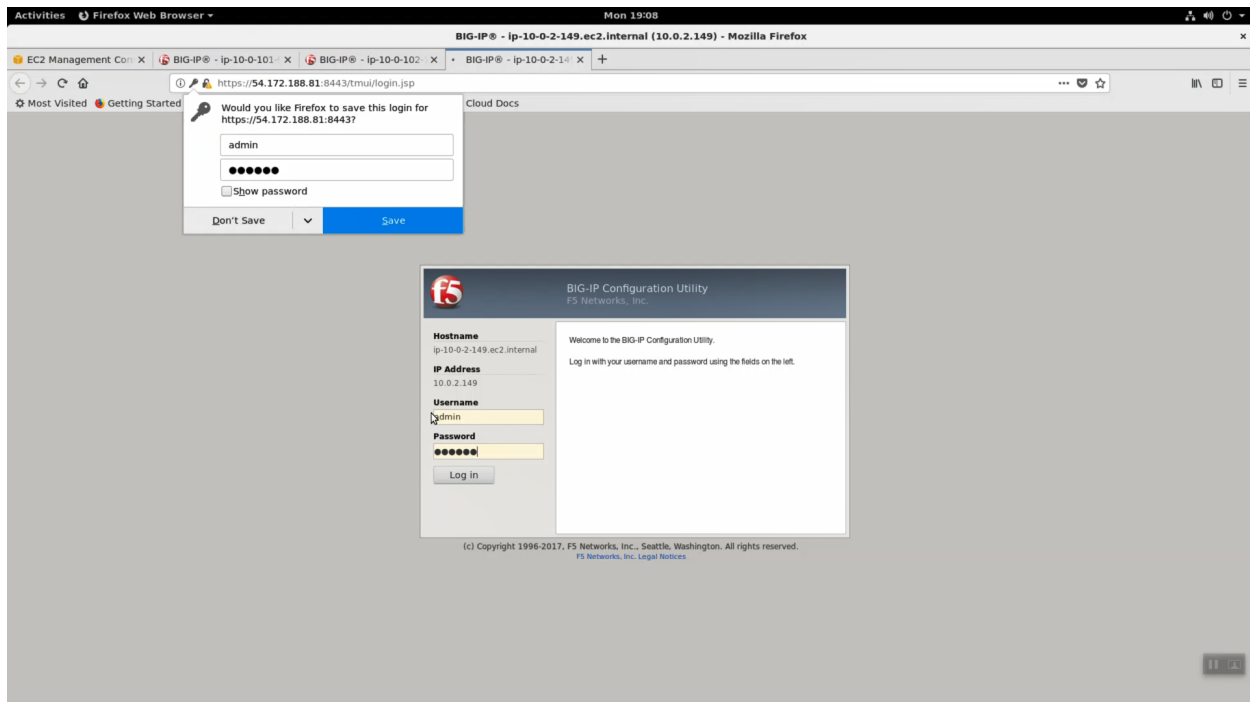 Activities Firefox Web Browser Mon 19:08
BIG-IP® - ip-10-0-2-149.ec2.internal (10.0.2.149) - Mozilla Firefox
EC2 Management Con BIG-IP® - ip-10-0-101- BIG-IP® - ip-10-0-102- BIG-IP® - ip-10-0-2-14
https://54.172.188.81:8443/tmui/login.jsp
Most Visited Getting Started Cloud Docs
Would you like Firefox to save this login for
https://54.172.188.81:8443?
admin
Show password
Don't Save Save
f5
BIG-IP Configuration Utility
F5 Networks, Inc.
Hostname
ip-10-0-2-149.ec2.internal
IP Address
10.0.2.149
Username
admin
Password
Log in
Welcome to the BIG-IP Configuration Utility.
Log in with your username and password using the fields on the left.
(c) Copyright 1996-2017, F5 Networks, Inc., Seattle, Washington. All rights reserved.
F5 Networks, Inc. Legal Notices